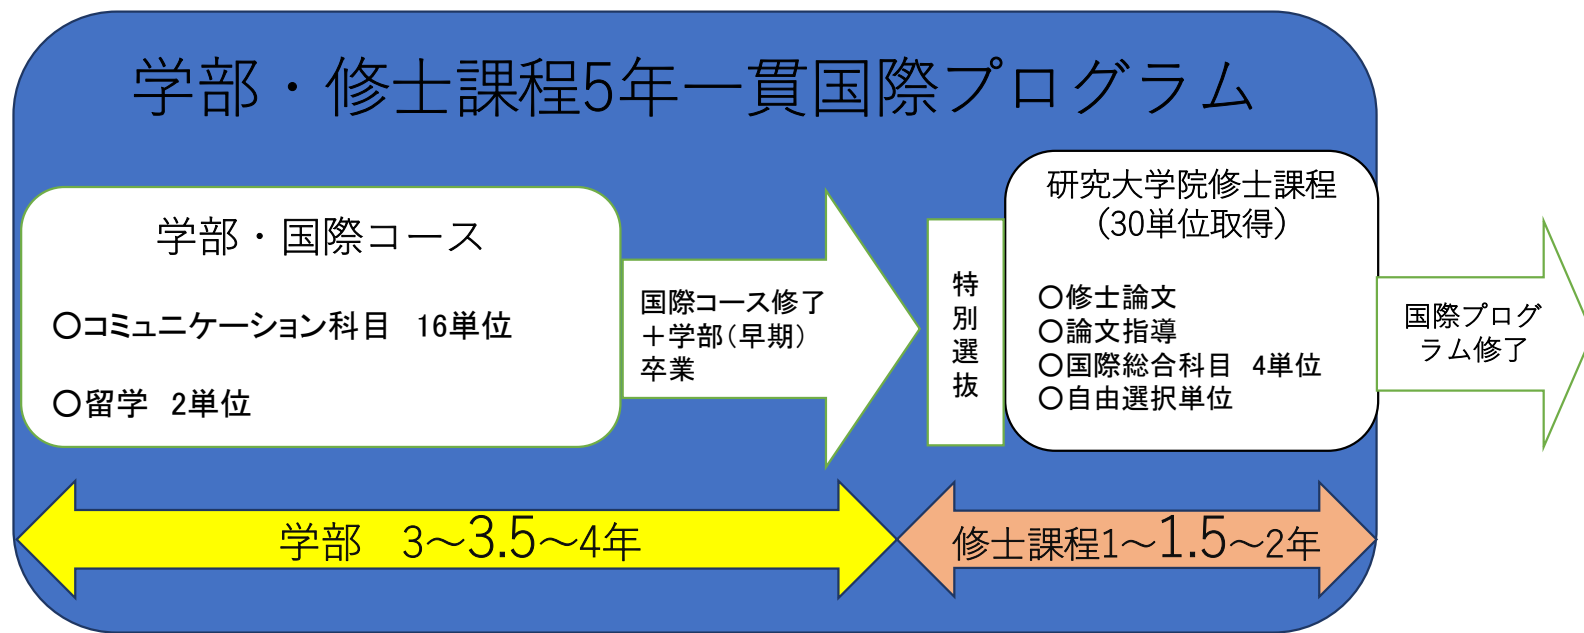 学部・修士課程5年一貫国際プログラム
学部・国際コース
〇コミュニケーション科目　16単位
〇留学　2単位
国際コース修了
＋学部（早期）
卒業
特
別
選
抜
研究大学院修士課程
（30単位取得）
〇修士論文
〇論文指導
〇国際総合科目　4単位
〇自由選択単位
国際プログ
ラム修了
学部　3～3.5～4年
修士課程1～1.5～2年